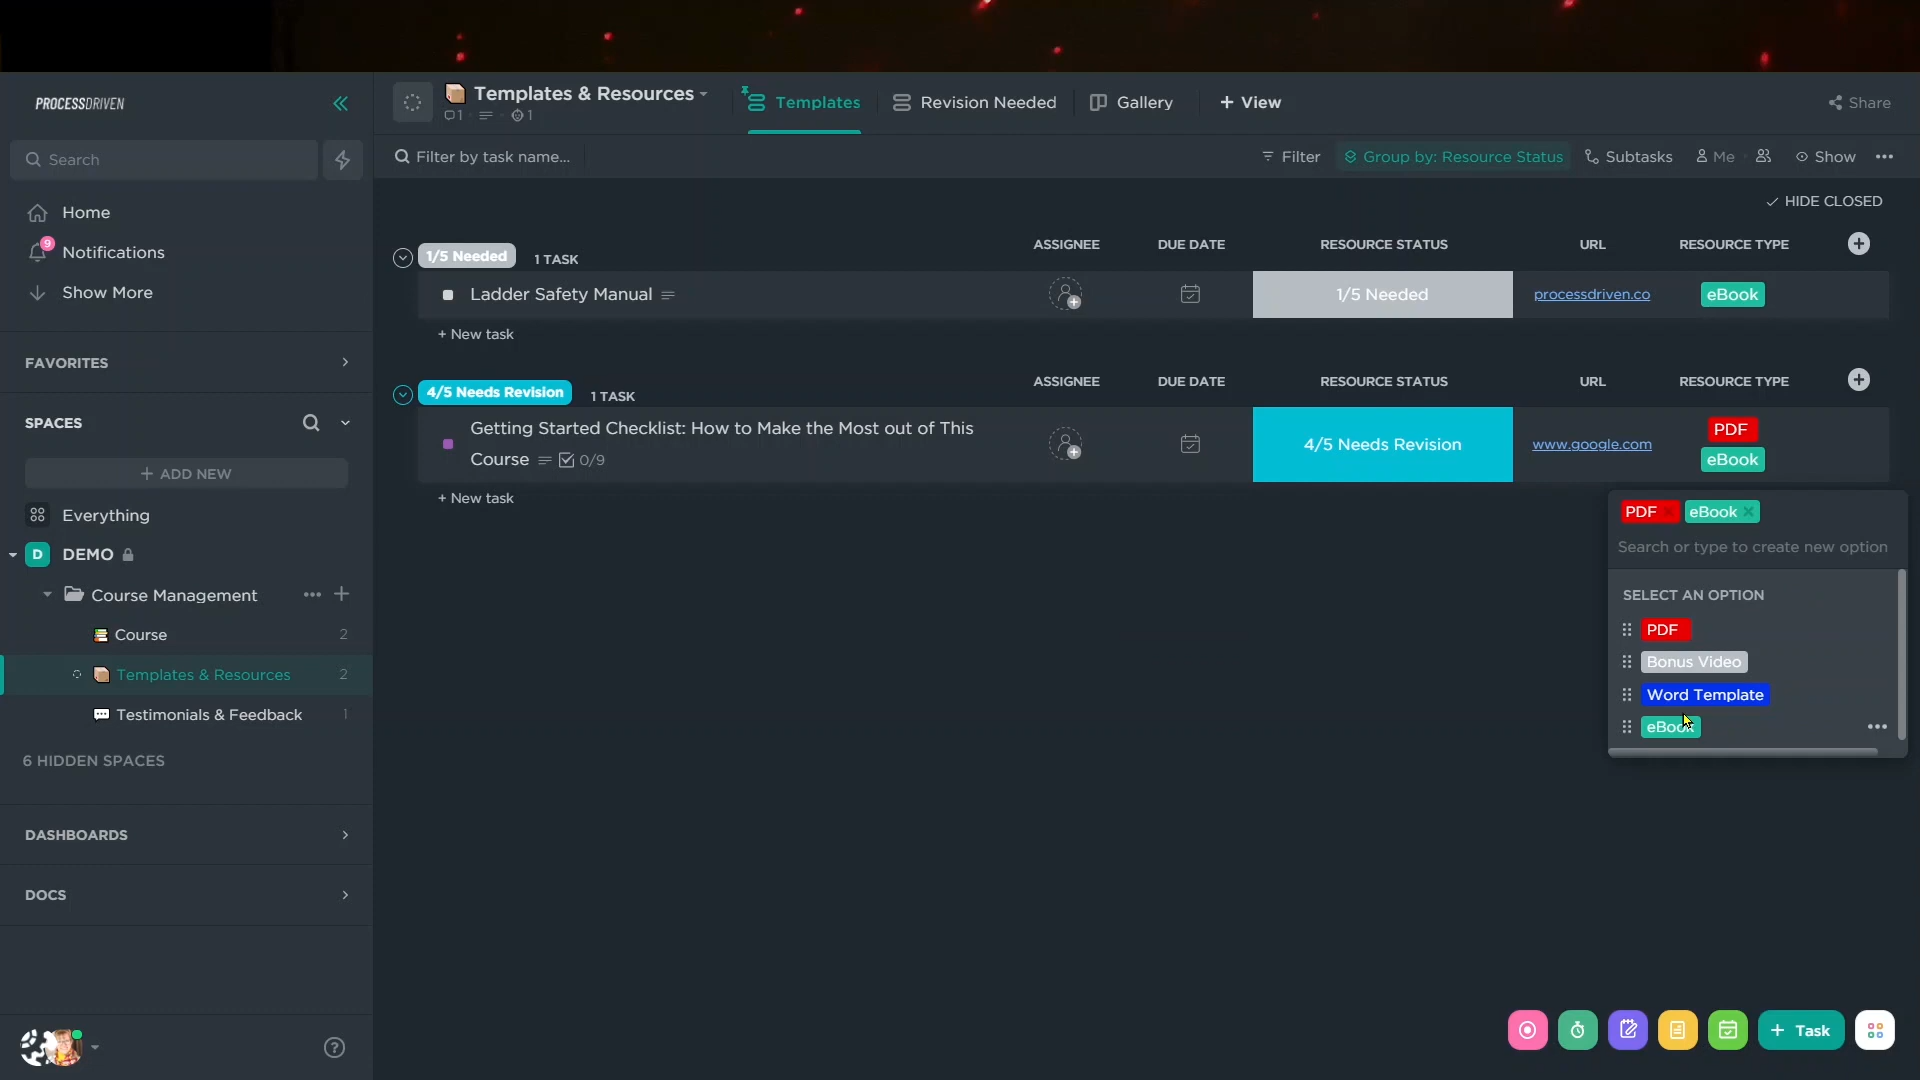 PROCESSDRIVEN
Search
Home
9
Notifications
Show More
FAVORITES
SPACES
+ ADD NEW
Everything
D DEMO
Course Management
Course 2
Templates & Resources 2
Testimonials & Feedback 1
6 HIDDEN SPACES
DASHBOARDS
DOCS
Templates & Resources
1 1
Templates
Revision Needed
Gallery
+ View
Share
Filter by task name...
Filter
Group by: Resource Status
Subtasks
Me
Show
HIDE CLOSED
1/5 Needed 1 TASK ASSIGNEE DUE DATE RESOURCE STATUS URL RESOURCE TYPE
Ladder Safety Manual 1/5 Needed processdriven.co eBook
+ New task
4/5 Needs Revision 1 TASK ASSIGNEE DUE DATE RESOURCE STATUS URL RESOURCE TYPE
Getting Started Checklist: How to Make the Most out of This
Course 0/9
4/5 Needs Revision www.google.com
PDF
eBook
+ New task
PDF × eBook ×
Search or type to create new option
SELECT AN OPTION
PDF
Bonus Video
Word Template
eBook
+ Task